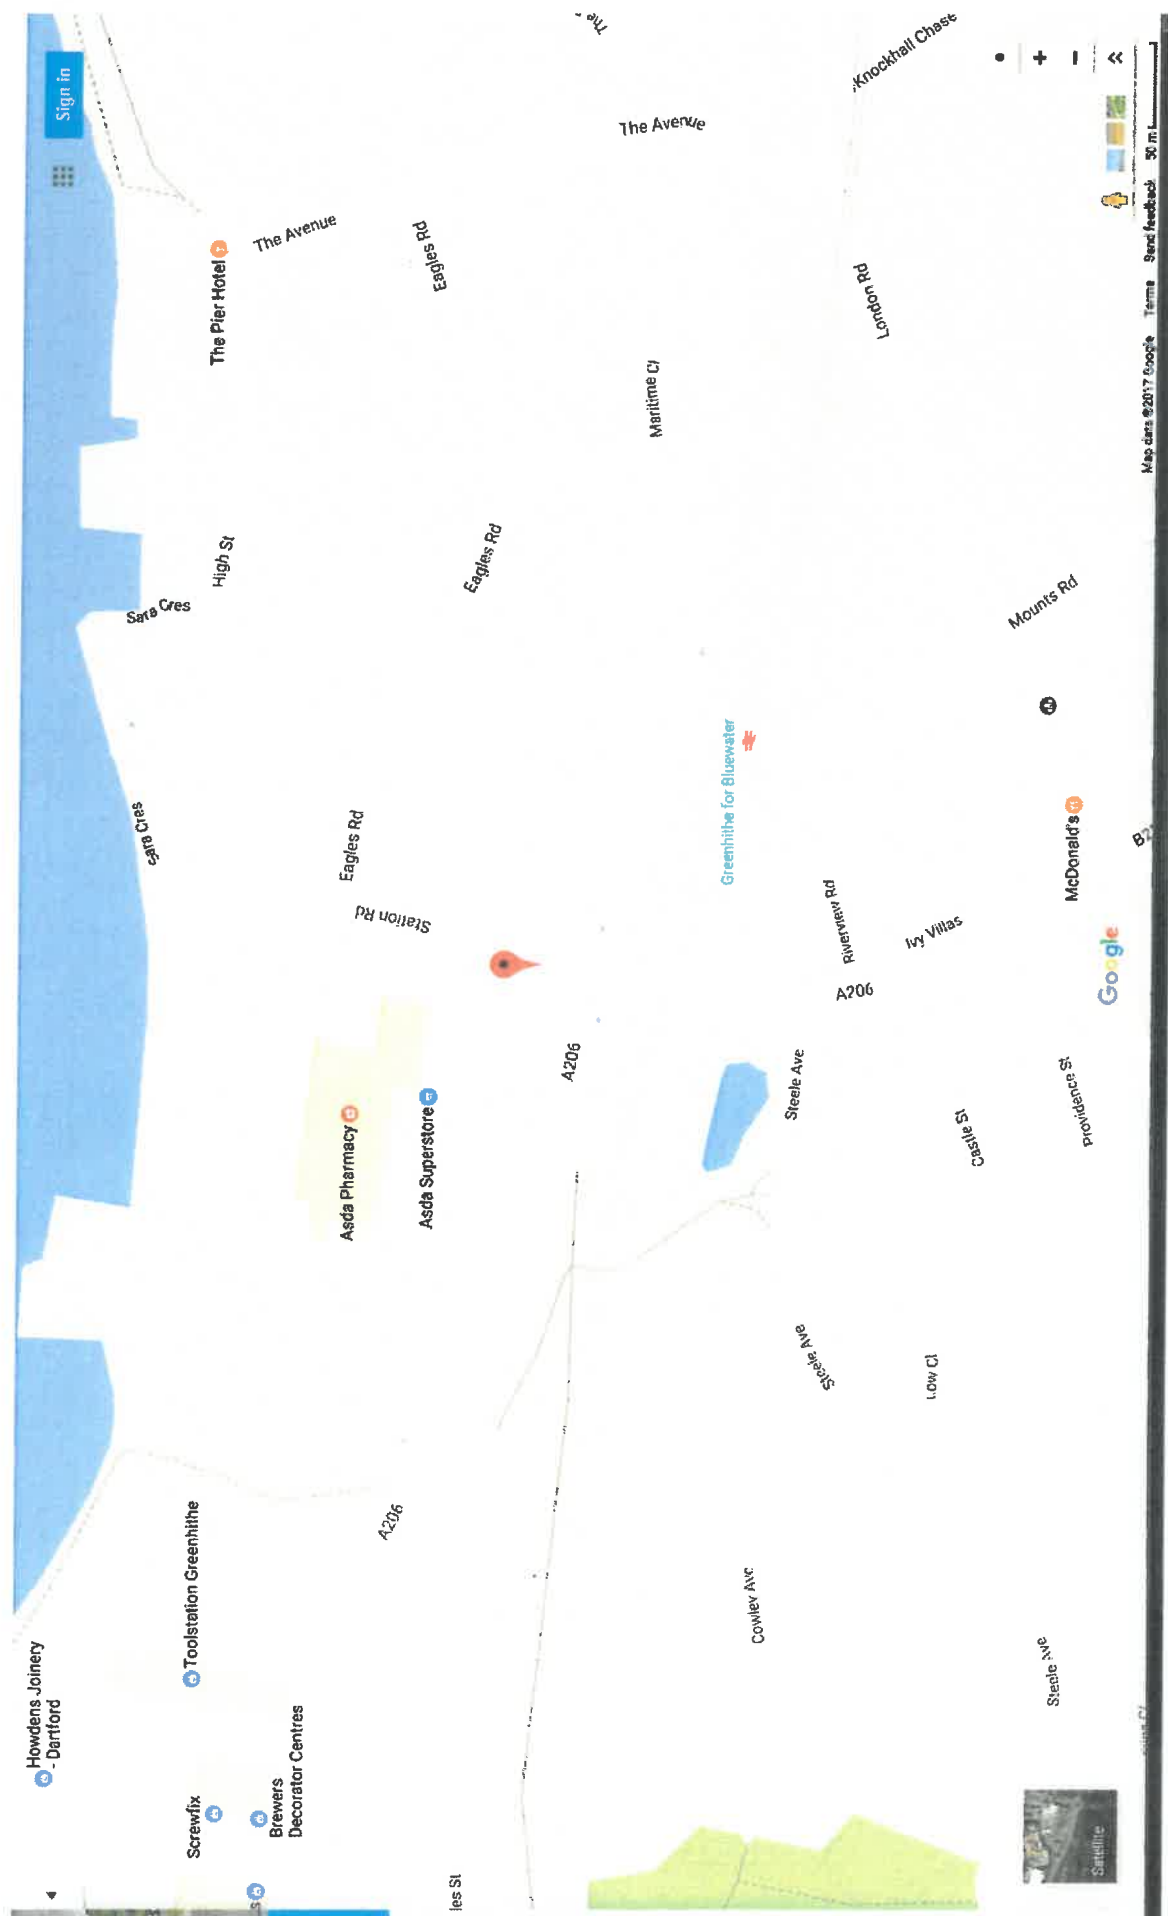 Sign in
Howdens Joinery
- Dartford
Toolstation Greenhithe
Screwfix
Brewers
Decorator Centres
Sara Cres
Sara Cres
High St
The Pier Hotel
The Avenue
Eagles Rd
Eagles Rd
Eagles Rd
Station Rd
Asda Pharmacy
Asda Superstore
A206
A206
A206
The Avenue
The
Knockhall Chase
Maritime Cl
London Rd
Greenhithe for Bluewater
Riverview Rd
Ivy Villas
Mounts Rd
McDonald's
Steele Ave
Steele Ave
Steele Ave
Castle St
Providence St
Low Cl
Cowley Ave
Satellite
Google
Map data ©2017 Google Terms Send feedback 50 m